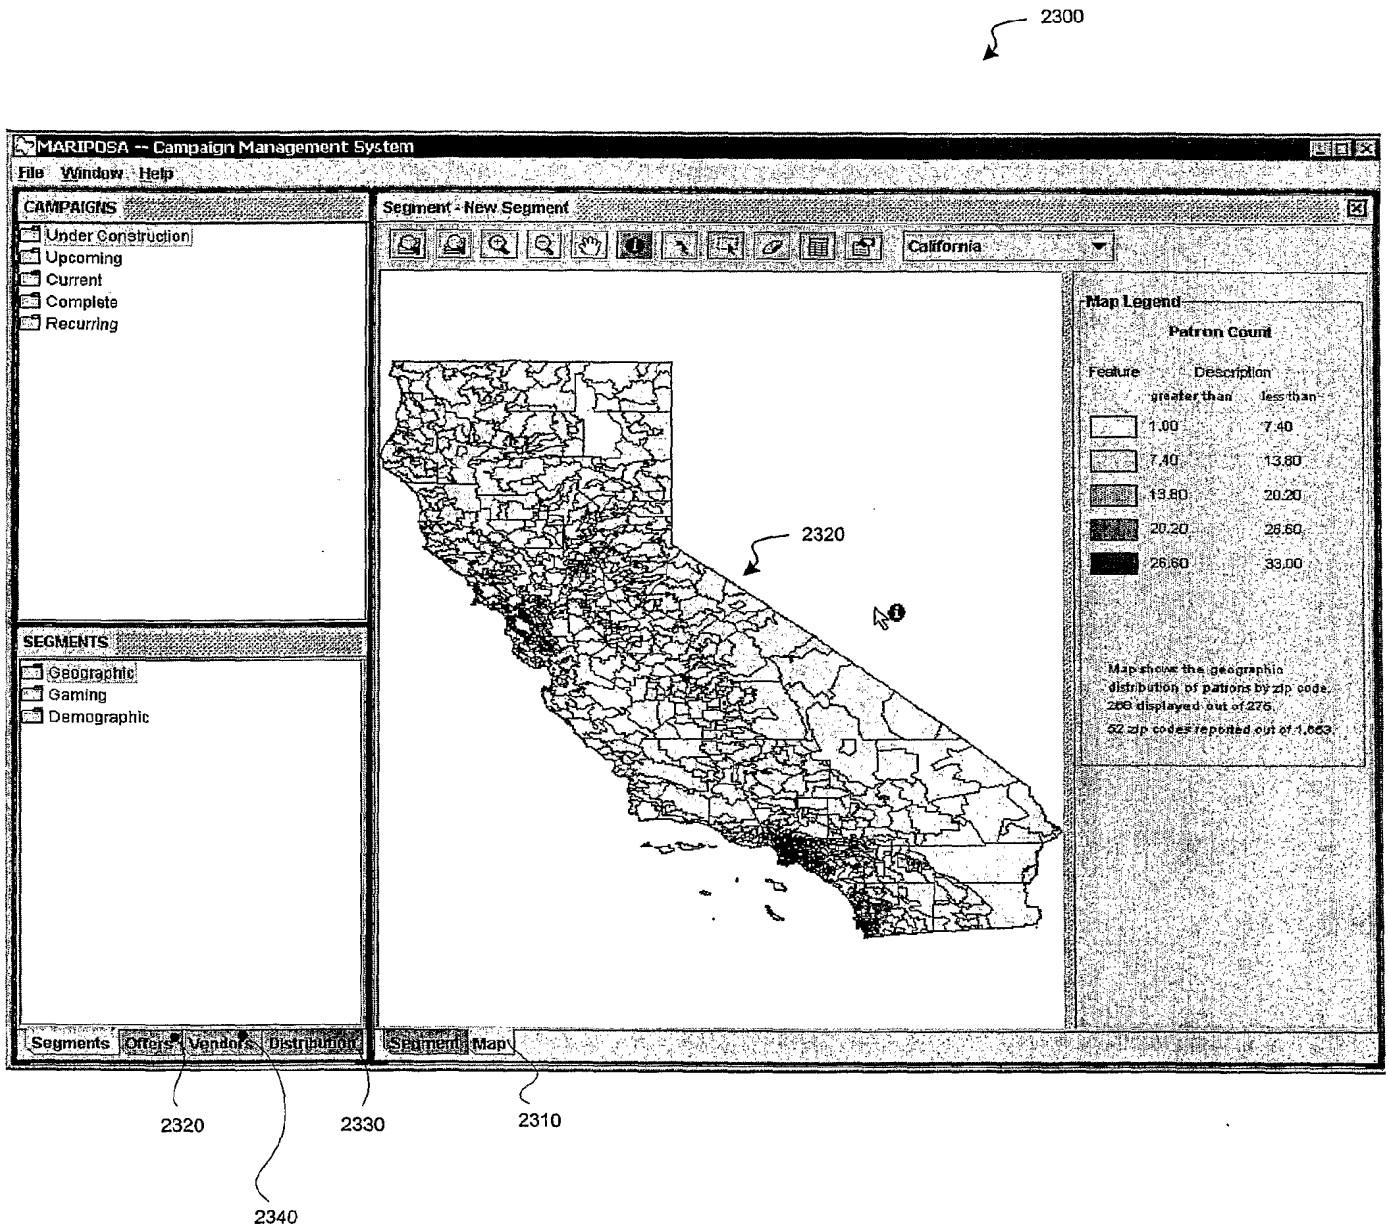 2300
MARIPOSA -- Campaign Management System
File Window Help
CAMPAIGNS
Under Construction
Upcoming
Current
Complete
Recurring
Segment - New Segment
California
Map Legend
Patron Count
Feature Description
greater than less than
1.00 7.40
7.40 13.80
13.80 20.20
20.20 26.60
26.60 33.00
2320
Map shows the geographic
distribution of patrons by zip code.
displayed out of
52 zip codes reported out of
SEGMENTS
Geographic
Gaming
Demographic
Segments Offers Vendors Distribution
Segment Map
2320 2330 2310
2340